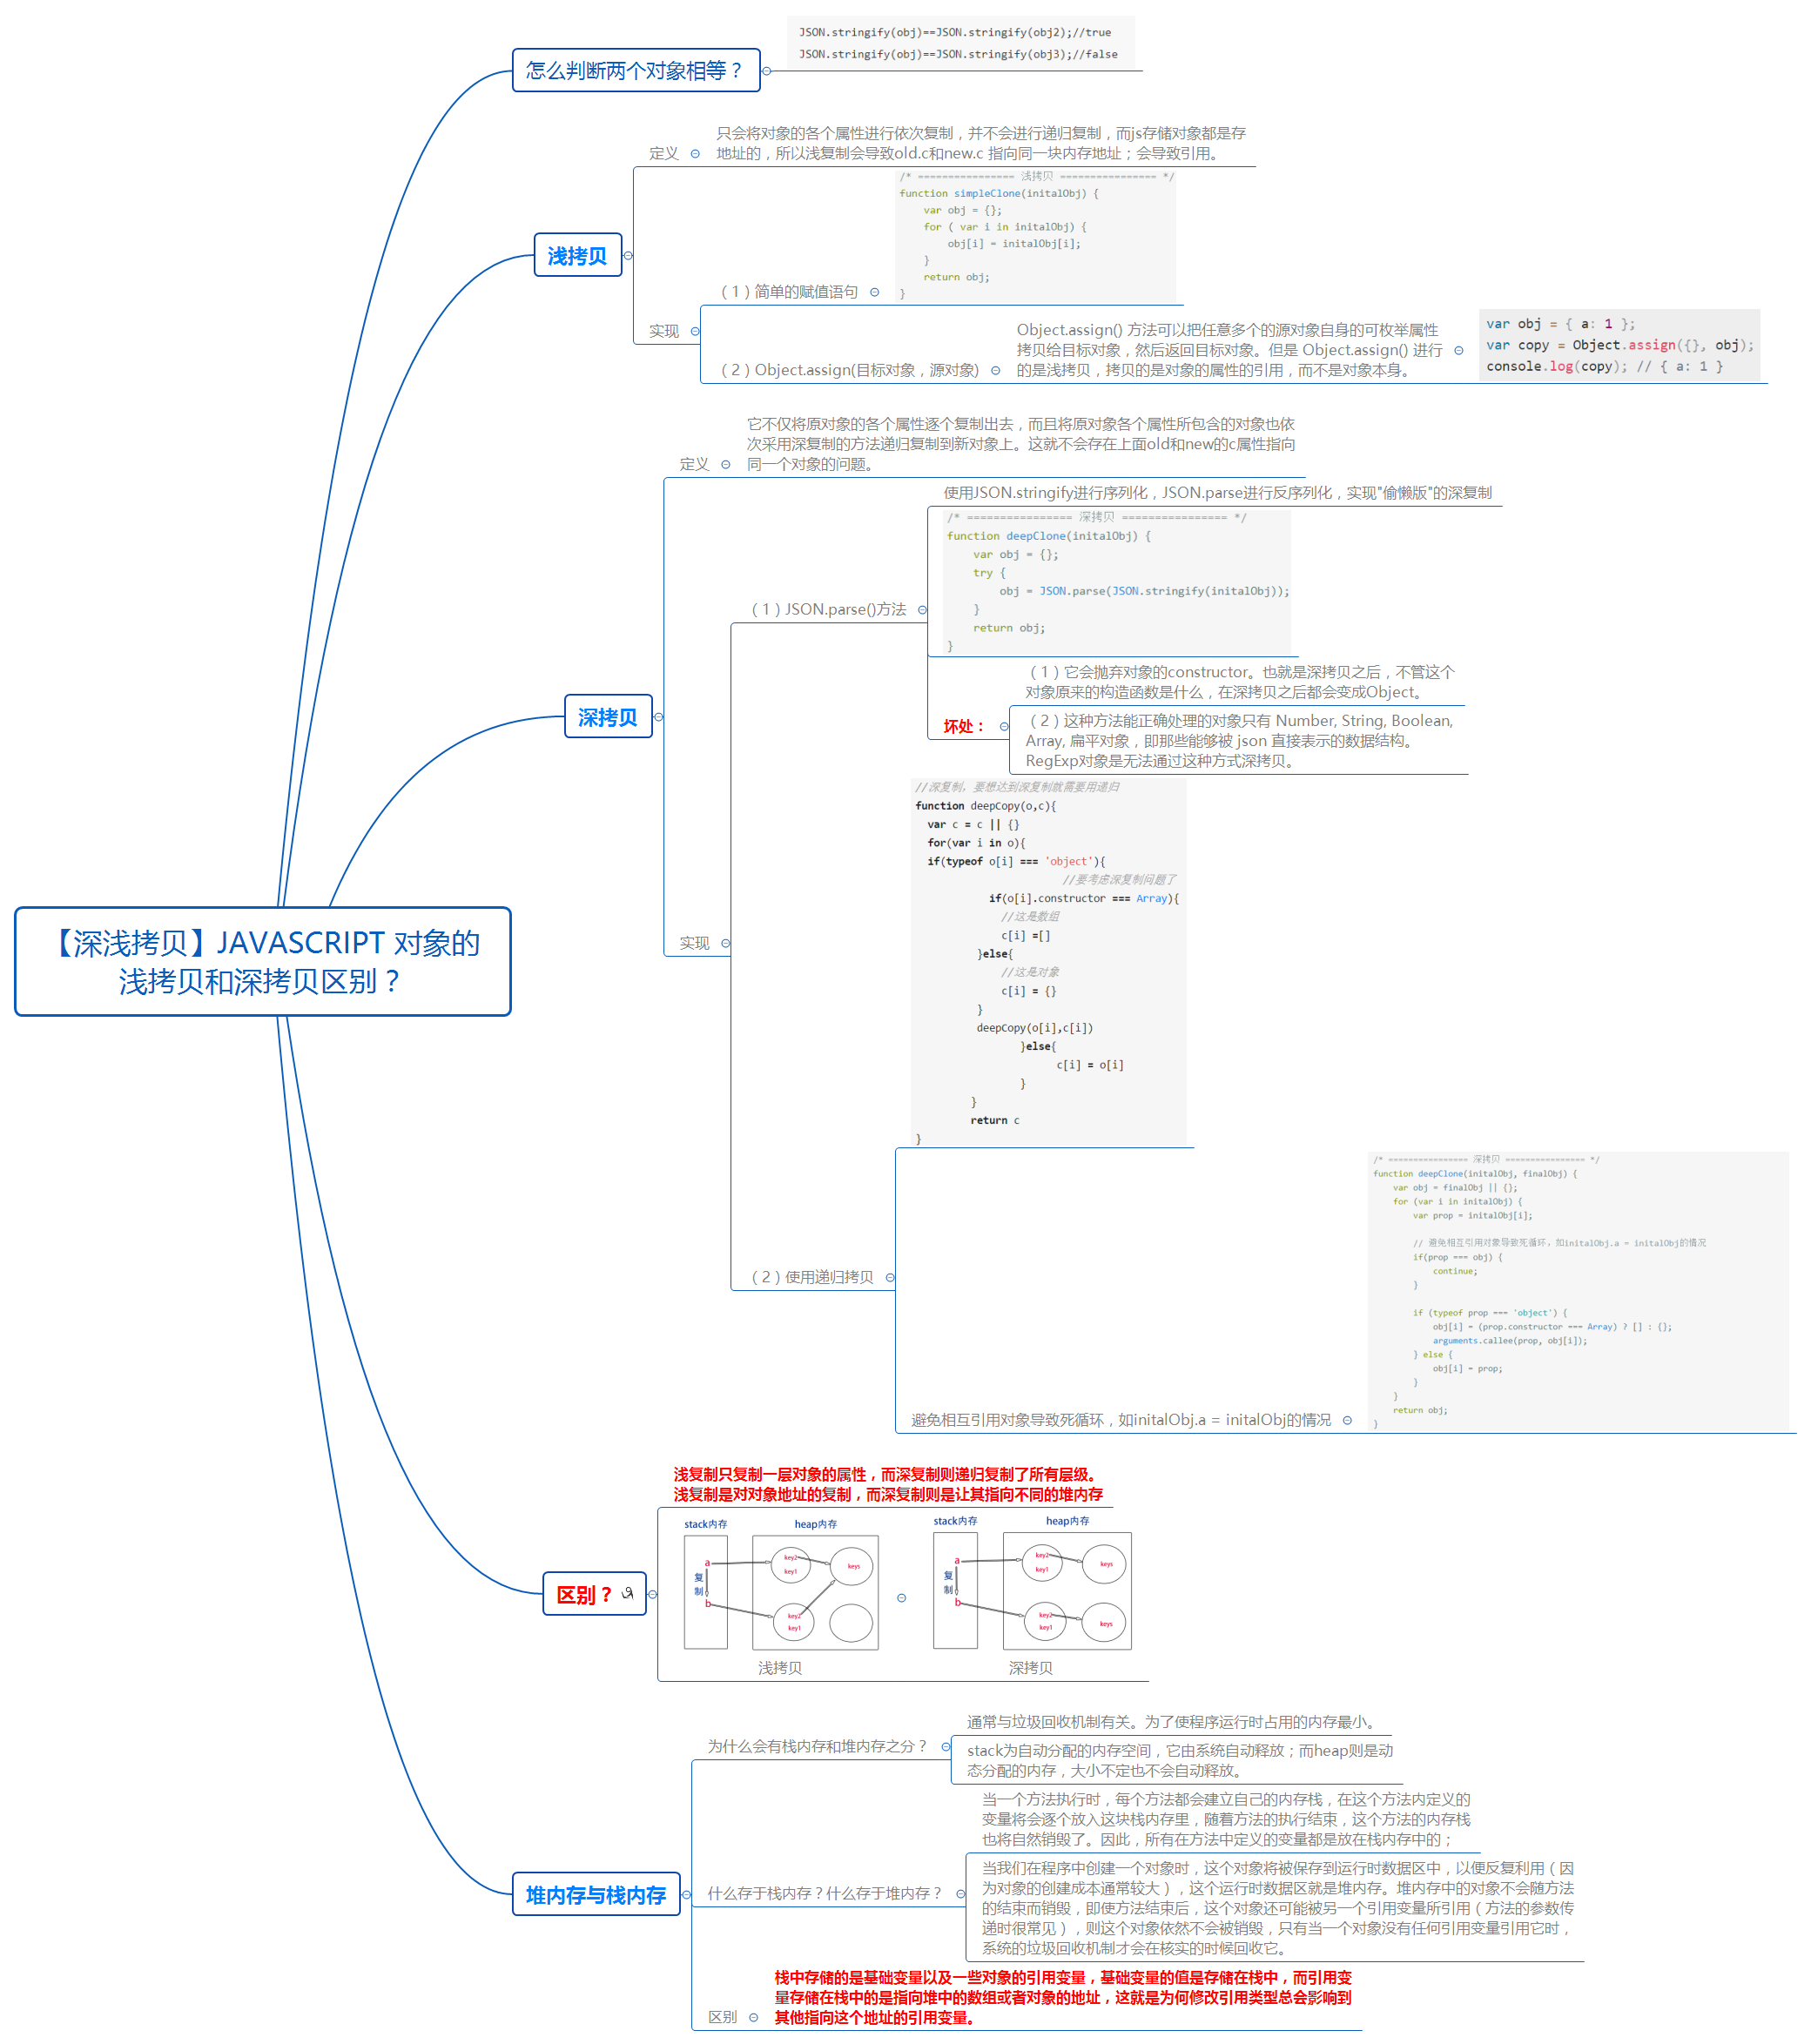 【深浅拷贝】JAVASCRIPT 对象的
浅拷贝和深拷贝区别？
怎么判断两个对象相等？
JSON.stringify(obj)==JSON.stringify(obj2);//true
JSON.stringify(obj)==JSON.stringify(obj3);//false
浅拷贝
定义
只会将对象的各个属性进行依次复制，并不会进行递归复制，而js存储对象都是存
地址的，所以浅复制会导致old.c和new.c 指向同一块内存地址；会导致引用。
实现
（1）简单的赋值语句
/* ================ 浅拷贝 ================ */
function simpleClone(initalObj) {
    var obj = {};
    for ( var i in initalObj) {
        obj[i] = initalObj[i];
    }
    return obj;
}
（2）Object.assign(目标对象，源对象)
Object.assign() 方法可以把任意多个的源对象自身的可枚举属性
拷贝给目标对象，然后返回目标对象。但是 Object.assign() 进行
的是浅拷贝，拷贝的是对象的属性的引用，而不是对象本身。
var obj = { a: 1 };
var copy = Object.assign({}, obj);
console.log(copy); // { a: 1 }
深拷贝
定义
它不仅将原对象的各个属性逐个复制出去，而且将原对象各个属性所包含的对象也依
次采用深复制的方法递归复制到新对象上。这就不会存在上面old和new的c属性指向
同一个对象的问题。
实现
（1）JSON.parse()方法
使用JSON.stringify进行序列化，JSON.parse进行反序列化，实现"偷懒版"的深复制
/* ================ 深拷贝 ================ */
function deepClone(initalObj) {
    var obj = {};
    try {
        obj = JSON.parse(JSON.stringify(initalObj));
    }
    return obj;
}
坏处：
（1）它会抛弃对象的constructor。也就是深拷贝之后，不管这个
对象原来的构造函数是什么，在深拷贝之后都会变成Object。
（2）这种方法能正确处理的对象只有 Number, String, Boolean,
Array, 扁平对象，即那些能够被 json 直接表示的数据结构。
RegExp对象是无法通过这种方式深拷贝。
（2）使用递归拷贝
//深复制，要想达到深复制就需要用递归
function deepCopy(o,c){
  var c = c || {}
  for(var i in o){
  if(typeof o[i] === 'object'){
                        //要考虑深复制问题了
            if(o[i].constructor === Array){
              //这是数组
              c[i] =[]
          }else{
              //这是对象
              c[i] = {}
          }
          deepCopy(o[i],c[i])
                 }else{
                       c[i] = o[i]
                 }
         }
         return c
}
避免相互引用对象导致死循环，如initalObj.a = initalObj的情况
/* ================ 深拷贝 ================ */
function deepClone(initalObj, finalObj) {
    var obj = finalObj || {};
    for (var i in initalObj) {
        var prop = initalObj[i];
        // 避免相互引用对象导致死循环，如initalObj.a = initalObj的情况
        if(prop === obj) {
            continue;
        }
        if (typeof prop === 'object') {
            obj[i] = (prop.constructor === Array) ? [] : {};
            arguments.callee(prop, obj[i]);
        } else {
            obj[i] = prop;
        }
    }
    return obj;
}
区别？
浅复制只复制一层对象的属性，而深复制则递归复制了所有层级。
浅复制是对对象地址的复制，而深复制则是让其指向不同的堆内存
stack内存
heap内存
a
复
制
b
key2
key1
keys
key2
key1
浅拷贝
stack内存
heap内存
a
复
制
b
key2
key1
keys
key2
key1
keys
深拷贝
堆内存与栈内存
为什么会有栈内存和堆内存之分？
通常与垃圾回收机制有关。为了使程序运行时占用的内存最小。
stack为自动分配的内存空间，它由系统自动释放；而heap则是动
态分配的内存，大小不定也不会自动释放。
什么存于栈内存？什么存于堆内存？
当一个方法执行时，每个方法都会建立自己的内存栈，在这个方法内定义的
变量将会逐个放入这块栈内存里，随着方法的执行结束，这个方法的内存栈
也将自然销毁了。因此，所有在方法中定义的变量都是放在栈内存中的；
当我们在程序中创建一个对象时，这个对象将被保存到运行时数据区中，以便反复利用（因
为对象的创建成本通常较大），这个运行时数据区就是堆内存。堆内存中的对象不会随方法
的结束而销毁，即使方法结束后，这个对象还可能被另一个引用变量所引用（方法的参数传
递时很常见），则这个对象依然不会被销毁，只有当一个对象没有任何引用变量引用它时，
系统的垃圾回收机制才会在核实的时候回收它。
区别
栈中存储的是基础变量以及一些对象的引用变量，基础变量的值是存储在栈中，而引用变
量存储在栈中的是指向堆中的数组或者对象的地址，这就是为何修改引用类型总会影响到
其他指向这个地址的引用变量。